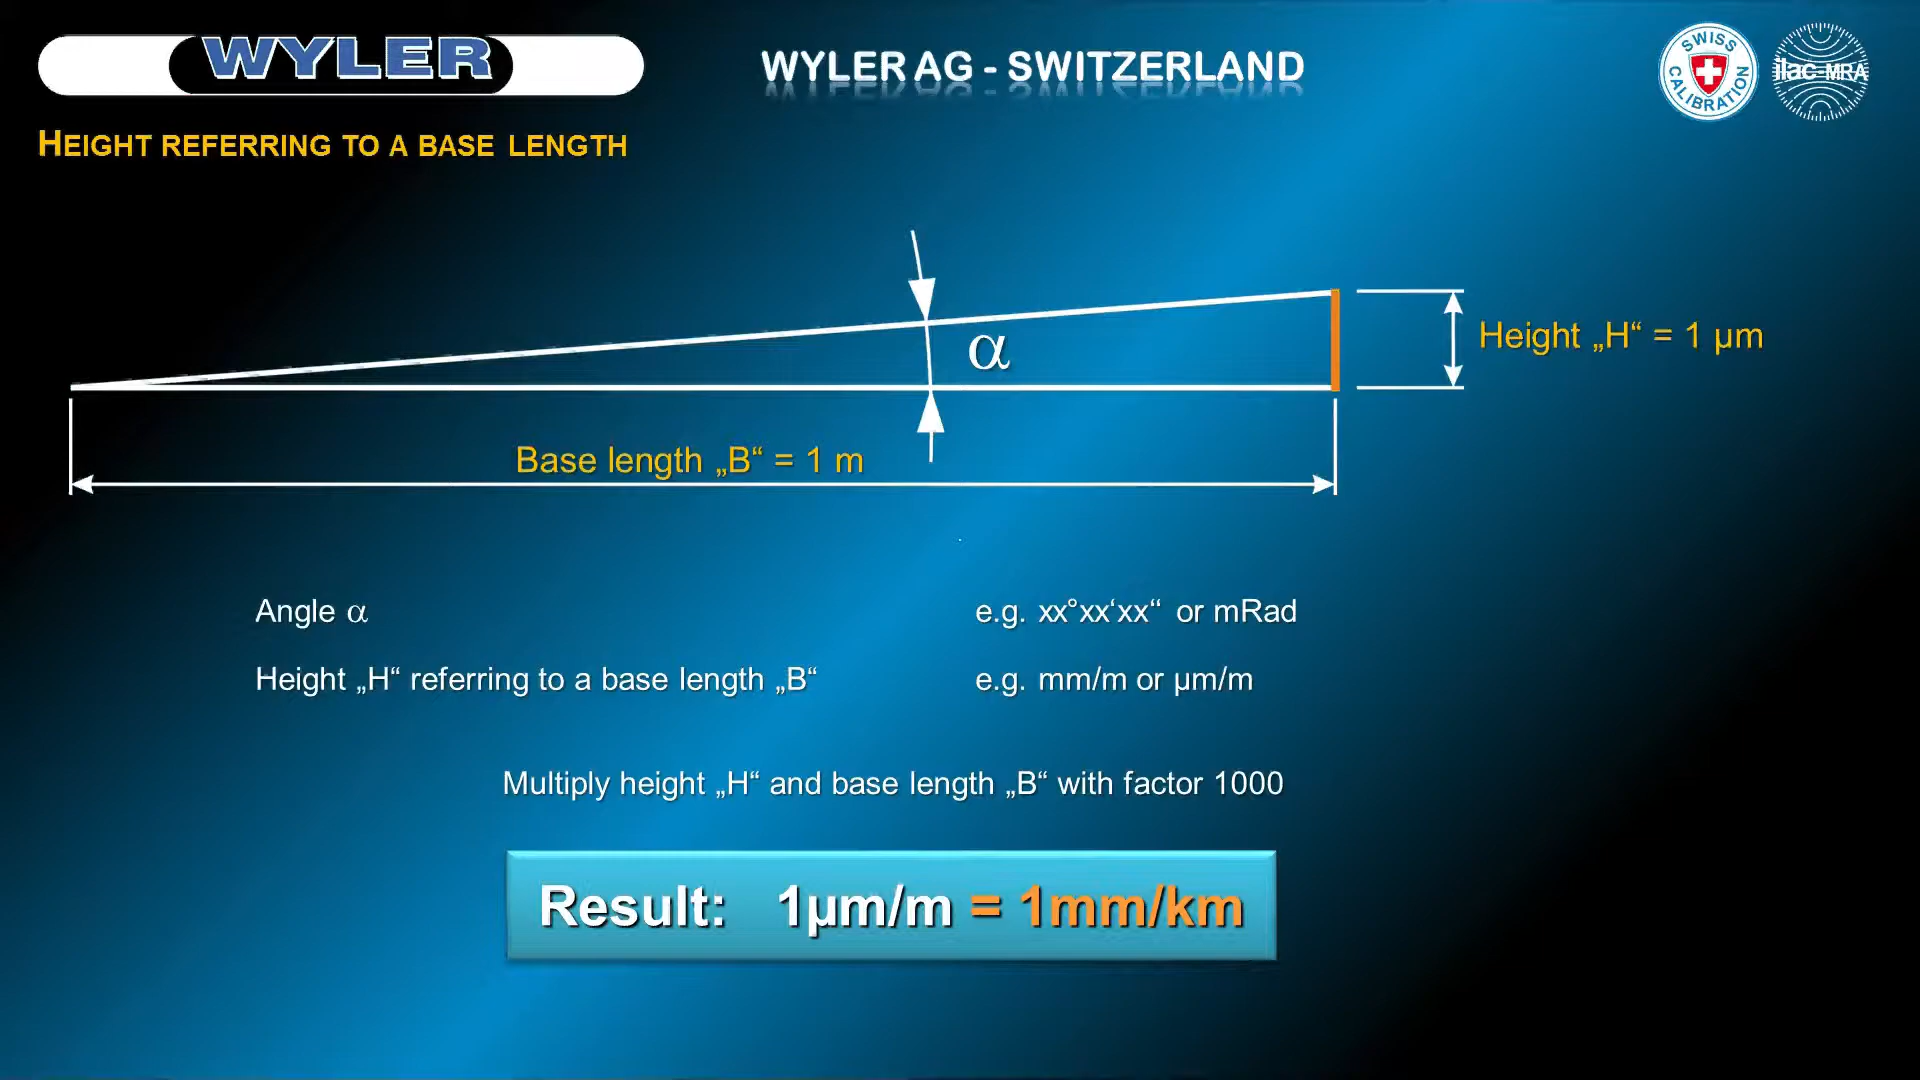 WYLER
WYLER AG - SWITZERLAND
SWISS CALIBRATION
ilac-MRA
HEIGHT REFERRING TO A BASE LENGTH
α
Height „H“ = 1 µm
Base length „B“ = 1 m
Angle α e.g. xx°xx‘xx“ or mRad
Height „H“ referring to a base length „B“ e.g. mm/m or µm/m
Multiply height „H“ and base length „B“ with factor 1000
Result: 1µm/m = 1mm/km